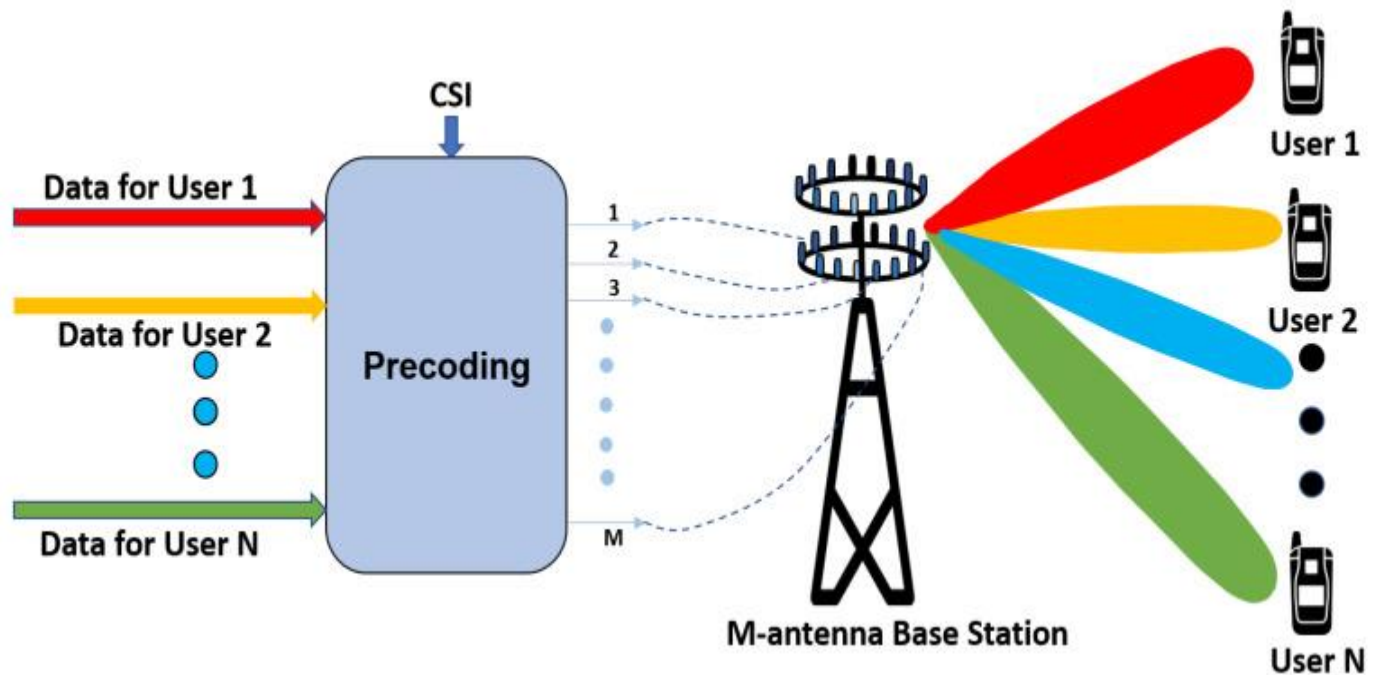 CSI
Data for User 1
Data for User 2
Data for User N
Precoding
1
2
3
M
M-antenna Base Station
User 1
User 2
User N